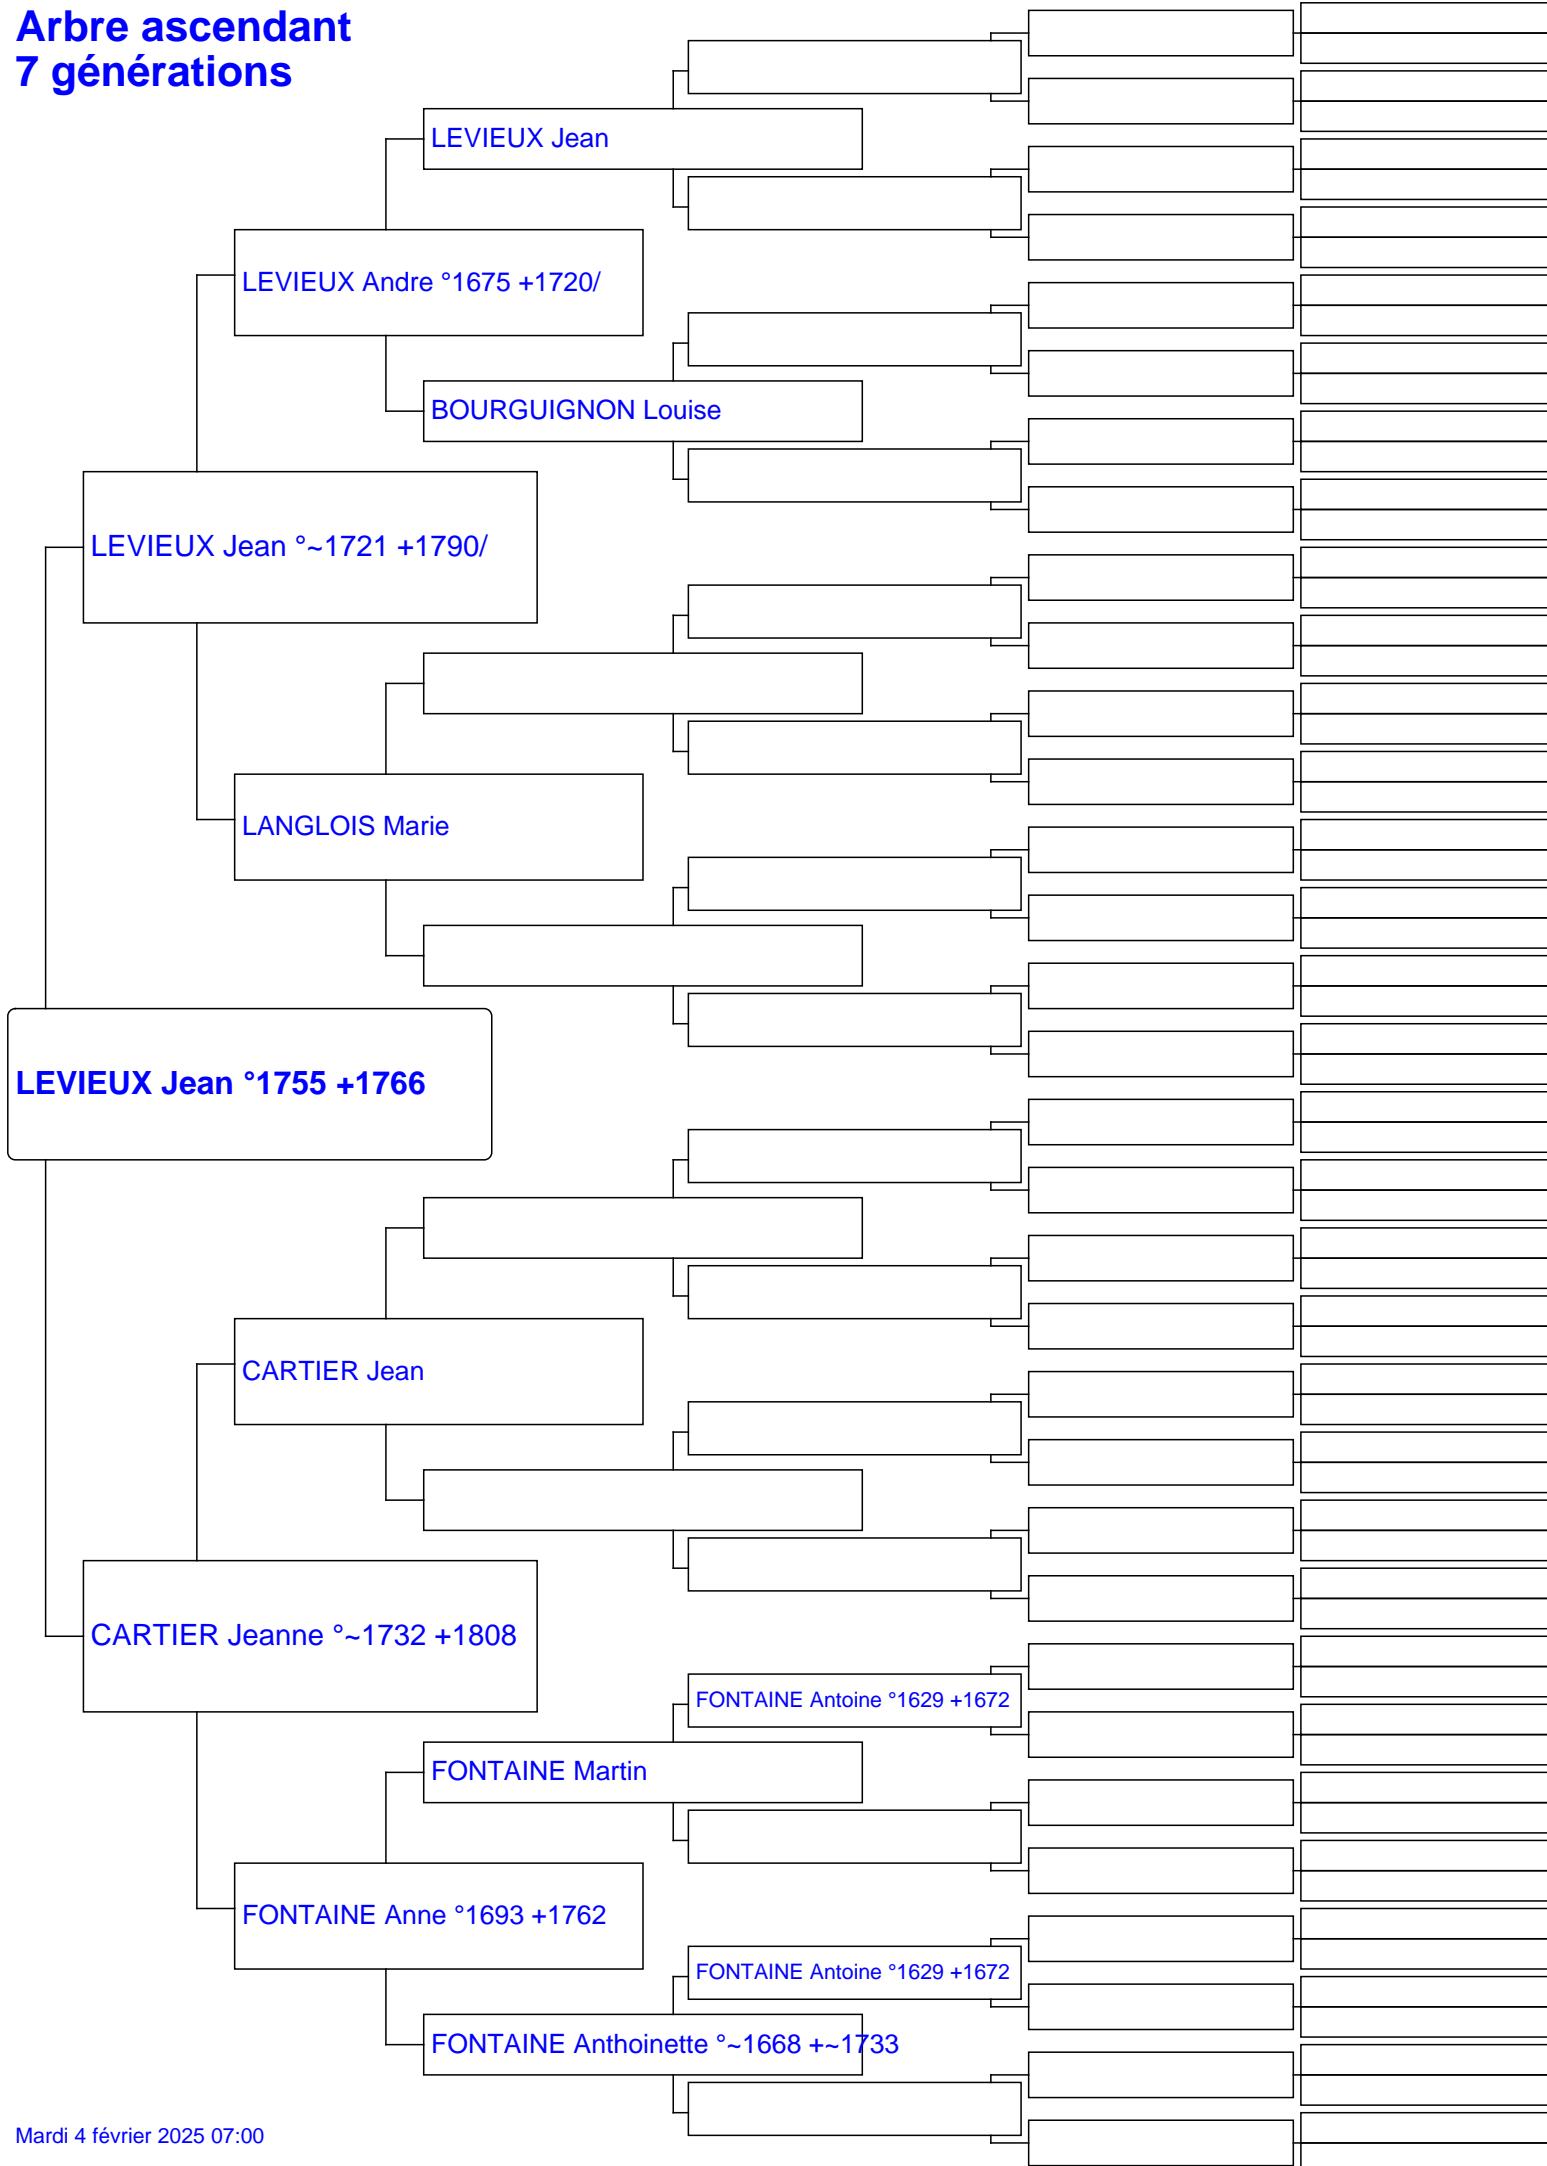 Arbre ascendant
7 générations
LEVIEUX Jean
LEVIEUX Andre °1675 +1720/
BOURGUIGNON Louise
LEVIEUX Jean °~1721 +1790/
LANGLOIS Marie
LEVIEUX Jean °1755 +1766
CARTIER Jean
CARTIER Jeanne °~1732 +1808
FONTAINE Antoine °1629 +1672
FONTAINE Martin
FONTAINE Anne °1693 +1762
FONTAINE Antoine °1629 +1672
FONTAINE Anthoinette °~1668 +~1733
Mardi 4 février 2025 07:00